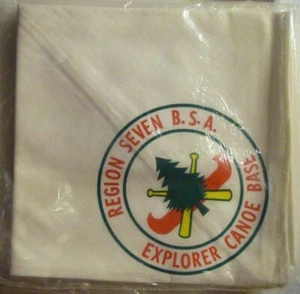 REGION SEVEN B.S.A.
EXPLORER CANOE BASE